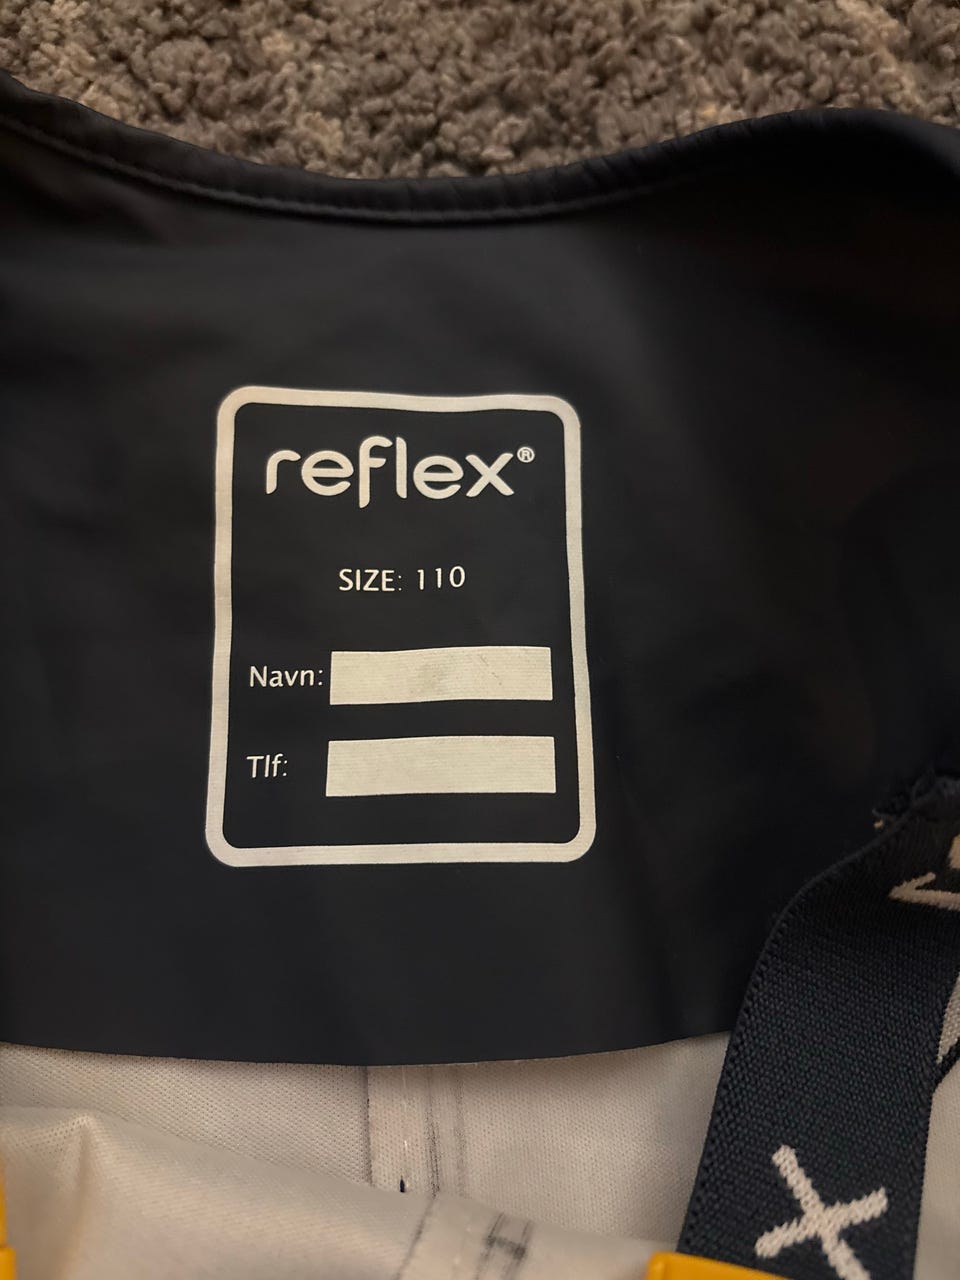 reflex®
SIZE: 110
Navn:
Tlf:
X